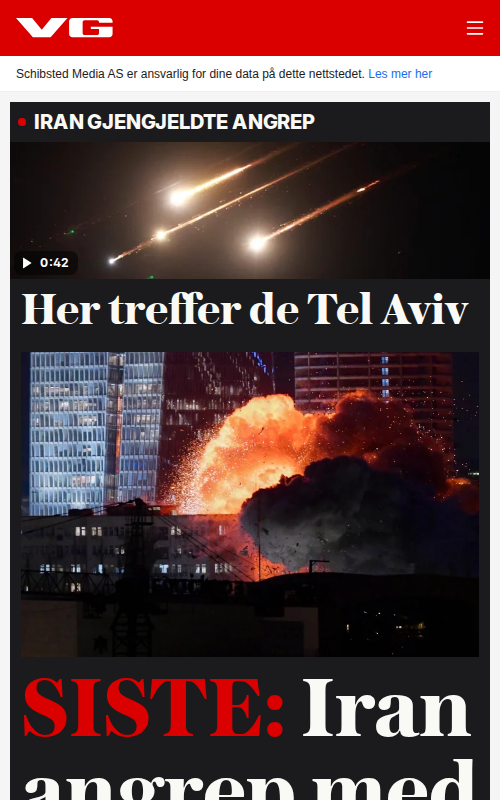 VG
Schibsted Media AS er ansvarlig for dine data på dette nettstedet. Les mer her
IRAN GJENGJELDTE ANGREP
0:42
Her treffer de Tel Aviv
SISTE: Iran
angrep med